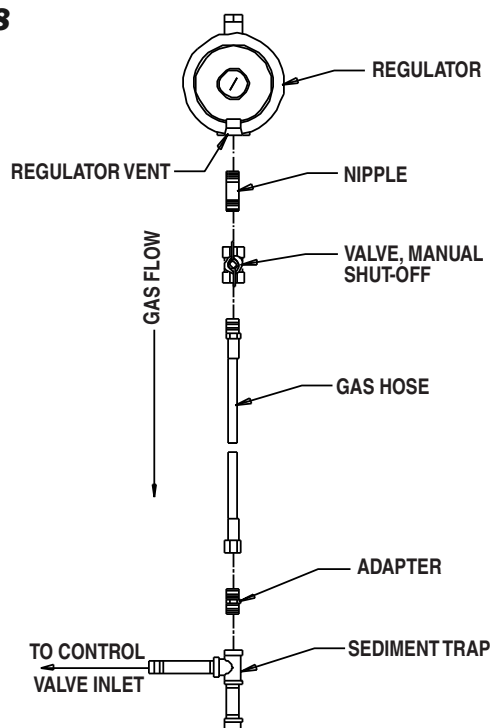 8
REGULATOR
REGULATOR VENT
NIPPLE
VALVE, MANUAL
SHUT-OFF
GAS FLOW
GAS HOSE
ADAPTER
TO CONTROL
VALVE INLET
SEDIMENT TRAP